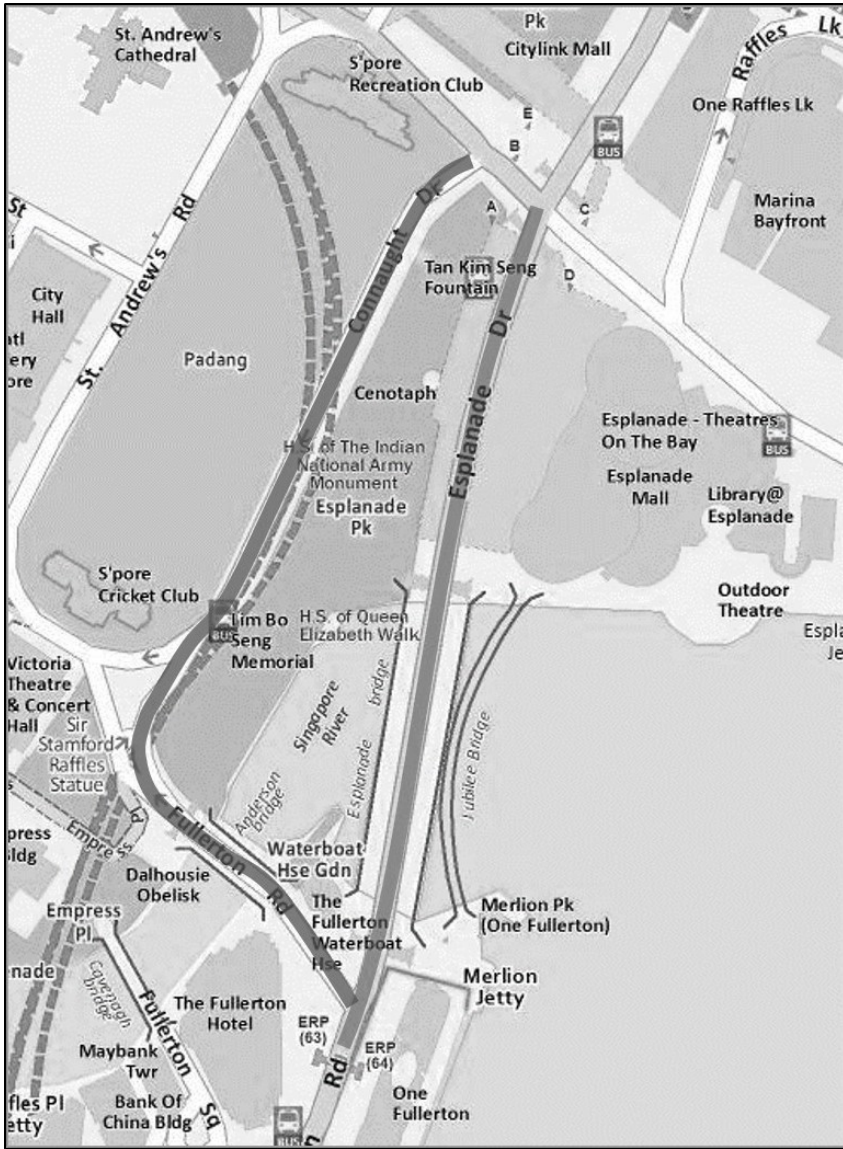 Pk
Citylink Mall
St. Andrew's
Cathedral
S'pore
Recreation Club
Raffles
Lk
One Raffles Lk
E
B
BUS
Marina
Bayfront
St
St. Andrew's Rd
Connaught Dr
A
C
D
Tan Kim Seng
Fountain
City
Hall
Padang
Esplanade Dr
Cenotaph
Esplanade - Theatres
On The Bay
BUS
Esplanade
Mall
Library@
Esplanade
H.S. of The Indian
National Army
Monument
Esplanade
Pk
S'pore
Cricket Club
Outdoor
Theatre
BUS
Lim Bo
Seng
Memorial
H.S. of Queen
Elizabeth Walk
Victoria
Theatre
& Concert
Hall
Sir
Stamford
Raffles
Statue
Singapore
River
Esplanade bridge
Jubilee Bridge
Anderson
bridge
Empress Pl
Fullerton Rd
Waterboat
Hse Gdn
Dalhousie
Obelisk
The
Fullerton
Waterboat
Hse
Merlion Pk
(One Fullerton)
Empress
Pl
Merlion
Jetty
Cavenagh
bridge
Fullerton Sq
The Fullerton
Hotel
ERP
(63)
ERP
(64)
Rd
Maybank
Twr
One
Fullerton
Bank Of
China Bldg
BUS